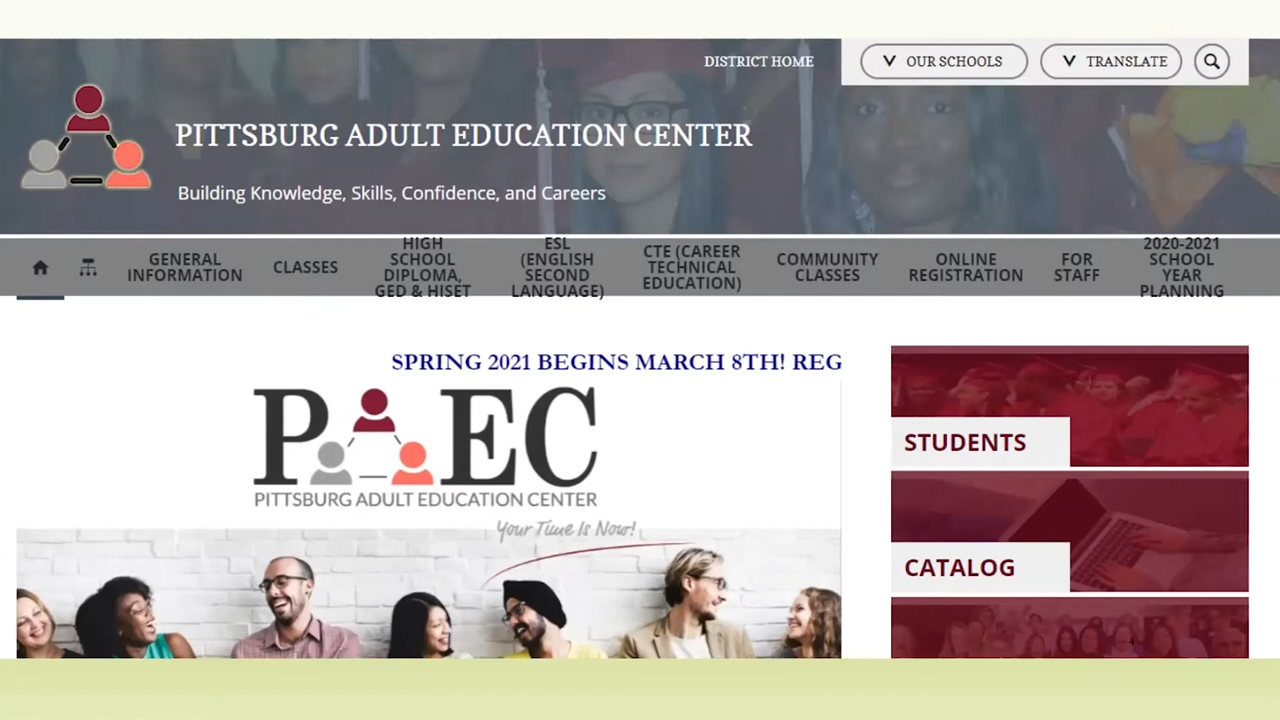 DISTRICT HOME
OUR SCHOOLS
TRANSLATE
PITTSBURG ADULT EDUCATION CENTER
Building Knowledge, Skills, Confidence, and Careers
GENERAL
INFORMATION
CLASSES
HIGH
SCHOOL
DIPLOMA,
GED & HISET
ESL
(ENGLISH
SECOND
LANGUAGE)
CTE (CAREER
TECHNICAL
EDUCATION)
COMMUNITY
CLASSES
ONLINE
REGISTRATION
FOR
STAFF
2020-2021
SCHOOL
YEAR
PLANNING
SPRING 2021 BEGINS MARCH 8TH! REG
P EC
PITTSBURG ADULT EDUCATION CENTER
Your Time Is Now!
STUDENTS
CATALOG